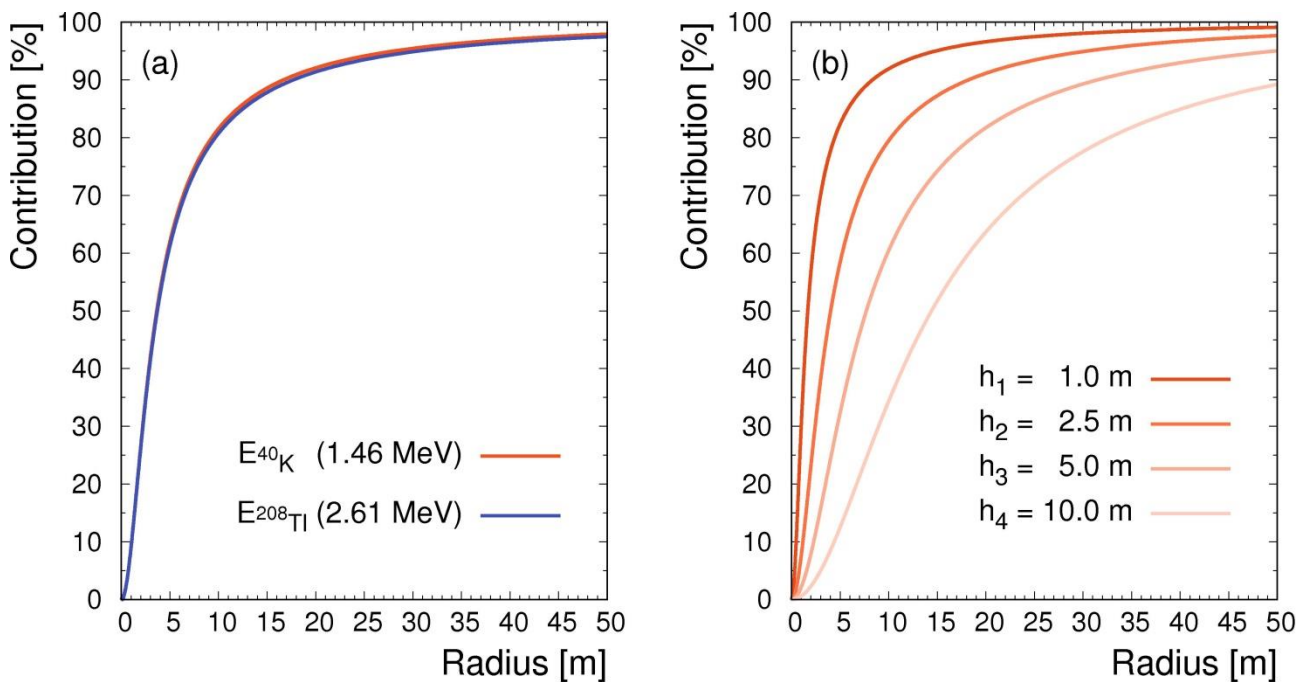 (a)
Contribution [%]
100
90
80
70
60
50
40
30
20
10
0
E⁴⁰K (1.46 MeV)
E²⁰⁸Tl (2.61 MeV)
0 5 10 15 20 25 30 35 40 45 50
Radius [m]
(b)
Contribution [%]
100
90
80
70
60
50
40
30
20
10
0
h₁ = 1.0 m
h₂ = 2.5 m
h₃ = 5.0 m
h₄ = 10.0 m
0 5 10 15 20 25 30 35 40 45 50
Radius [m]